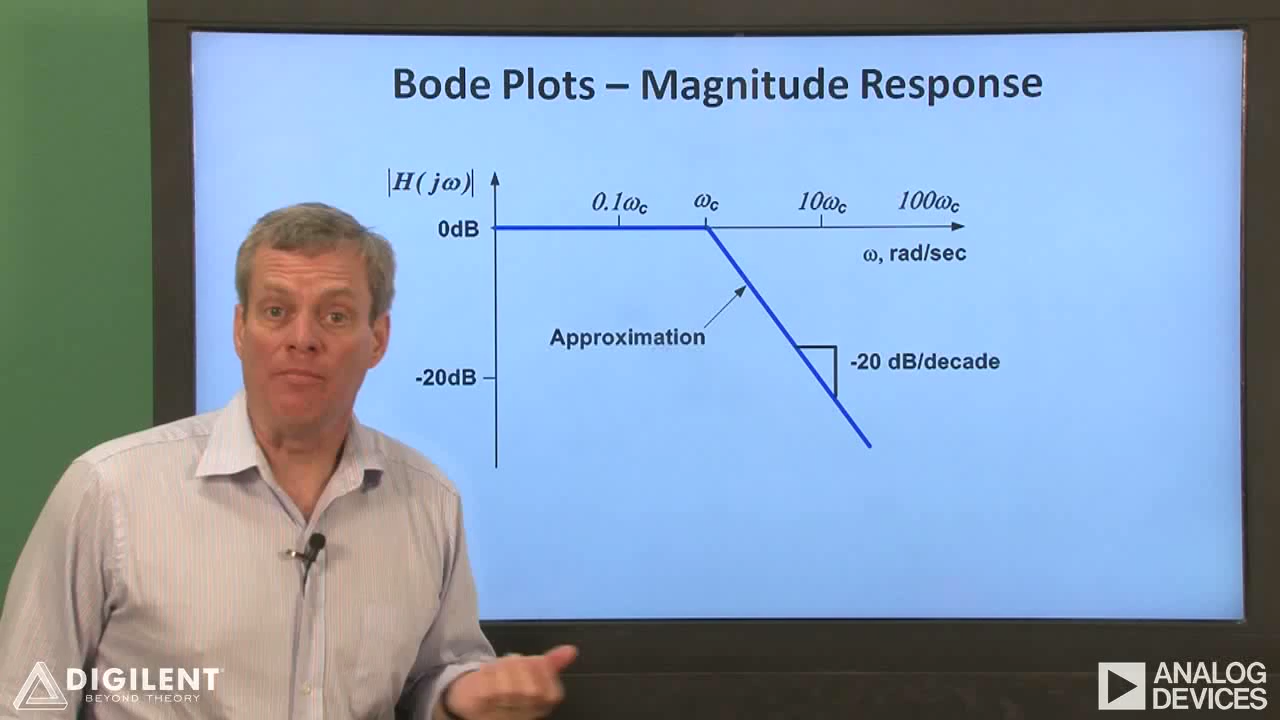 Bode Plots – Magnitude Response
|H( jω)|
0.1ωc
ωc
10ωc
100ωc
0dB
ω, rad/sec
Approximation
-20 dB/decade
-20dB
DIGILENT
BEYOND THEORY
ANALOG
DEVICES